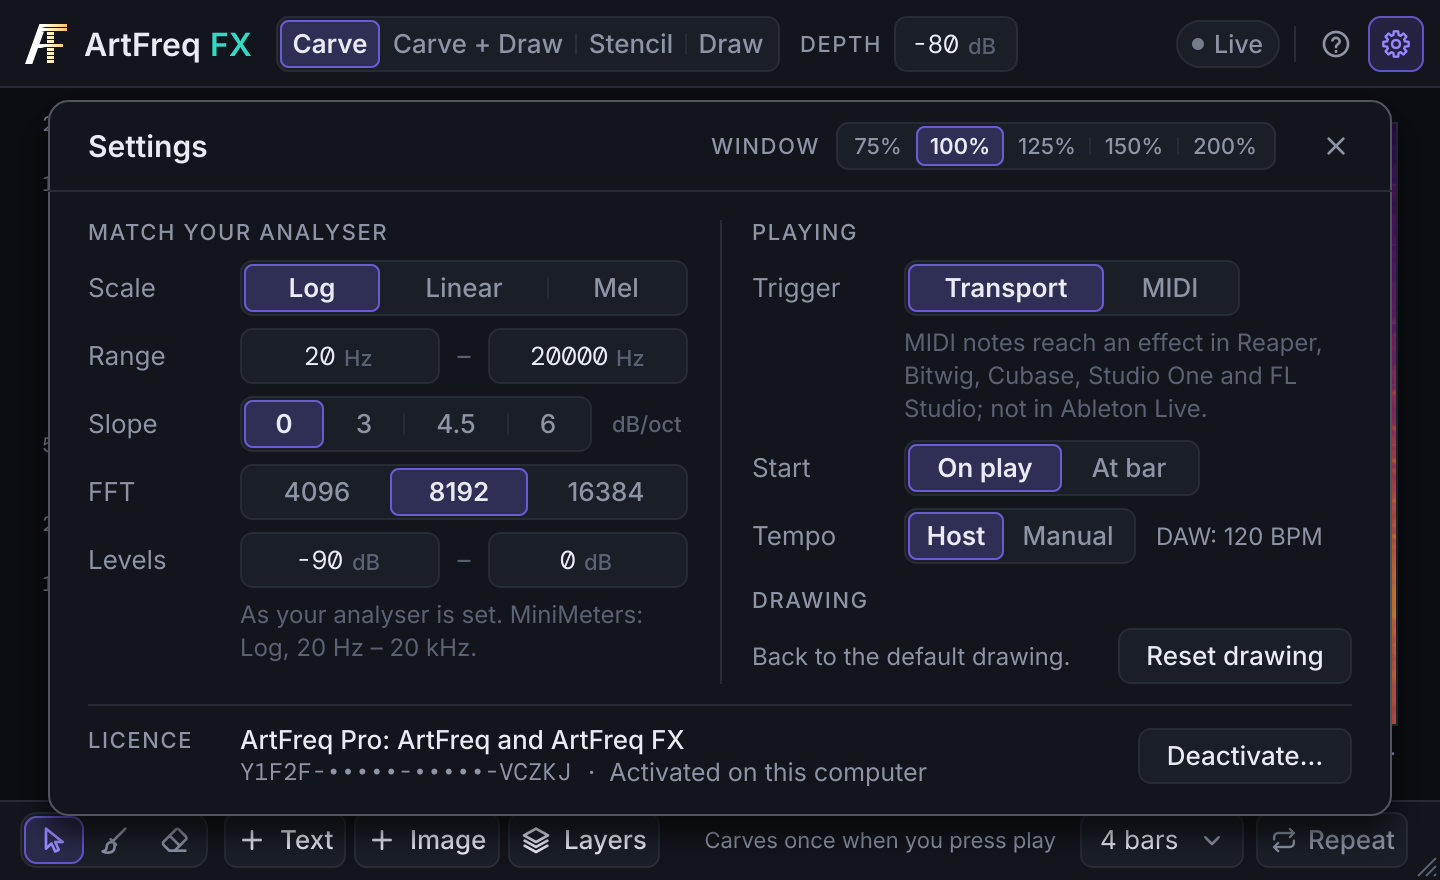 ArtFreq FX
Carve
Carve + Draw
Stencil
Draw
DEPTH
-80 dB
Live
Settings
WINDOW
75%
100%
125%
150%
200%
MATCH YOUR ANALYSER
Scale
Log
Linear
Mel
Range
20 Hz
–
20000 Hz
Slope
0
3
4.5
6
dB/oct
FFT
4096
8192
16384
Levels
-90 dB
–
0 dB
As your analyser is set. MiniMeters:
Log, 20 Hz – 20 kHz.
PLAYING
Trigger
Transport
MIDI
MIDI notes reach an effect in Reaper,
Bitwig, Cubase, Studio One and FL
Studio; not in Ableton Live.
Start
On play
At bar
Tempo
Host
Manual
DAW: 120 BPM
DRAWING
Back to the default drawing.
Reset drawing
LICENCE
ArtFreq Pro: ArtFreq and ArtFreq FX
Y1F2F-•••••-•••••-VCZKJ · Activated on this computer
Deactivate...
+ Text
+ Image
Layers
Carves once when you press play
4 bars
Repeat